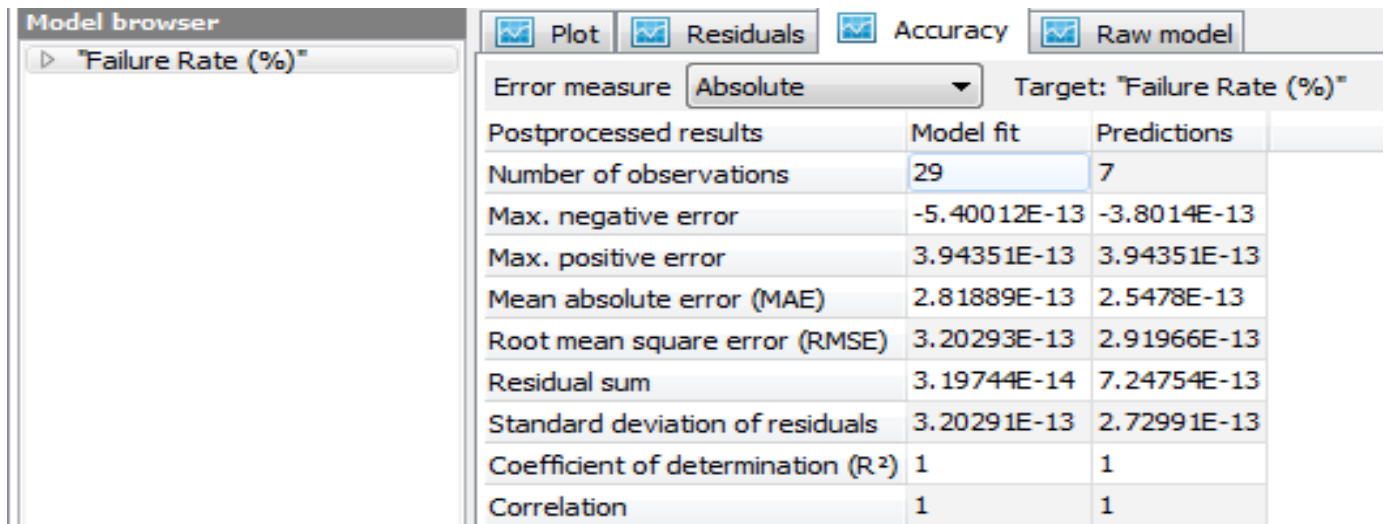 Model browser
"Failure Rate (%)"
Plot Residuals Accuracy Raw model
Error measure Absolute Target: "Failure Rate (%)"
Postprocessed results Model fit Predictions
Number of observations 29 7
Max. negative error -5.40012E-13 -3.8014E-13
Max. positive error 3.94351E-13 3.94351E-13
Mean absolute error (MAE) 2.81889E-13 2.5478E-13
Root mean square error (RMSE) 3.20293E-13 2.91966E-13
Residual sum 3.19744E-14 7.24754E-13
Standard deviation of residuals 3.20291E-13 2.72991E-13
Coefficient of determination (R²) 1 1
Correlation 1 1